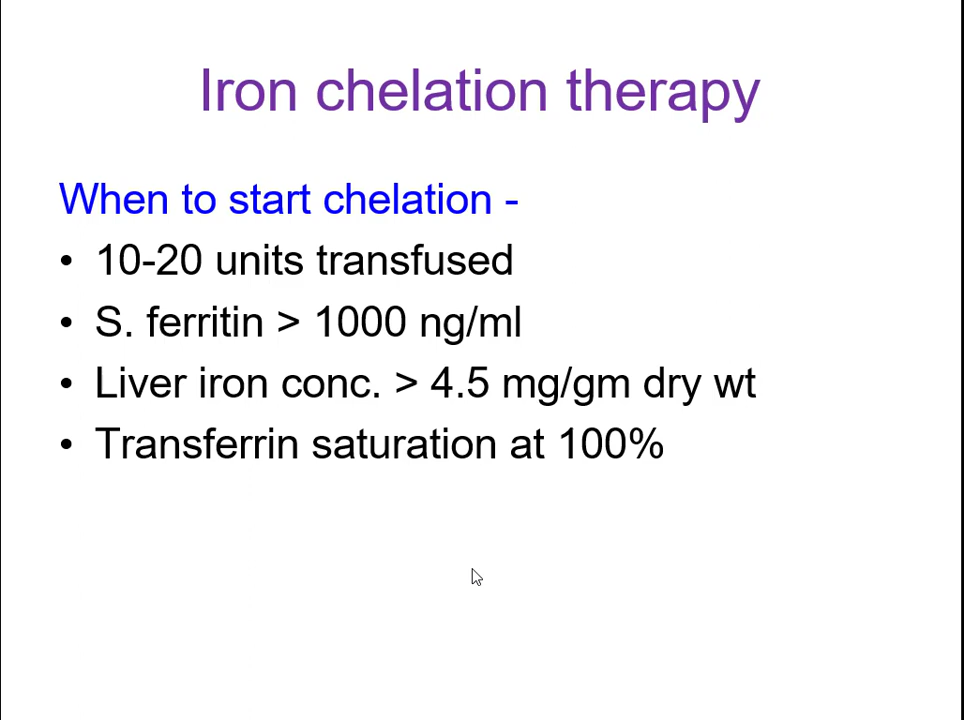 Iron chelation therapy
When to start chelation -
• 10-20 units transfused
• S. ferritin > 1000 ng/ml
• Liver iron conc. > 4.5 mg/gm dry wt
• Transferrin saturation at 100%